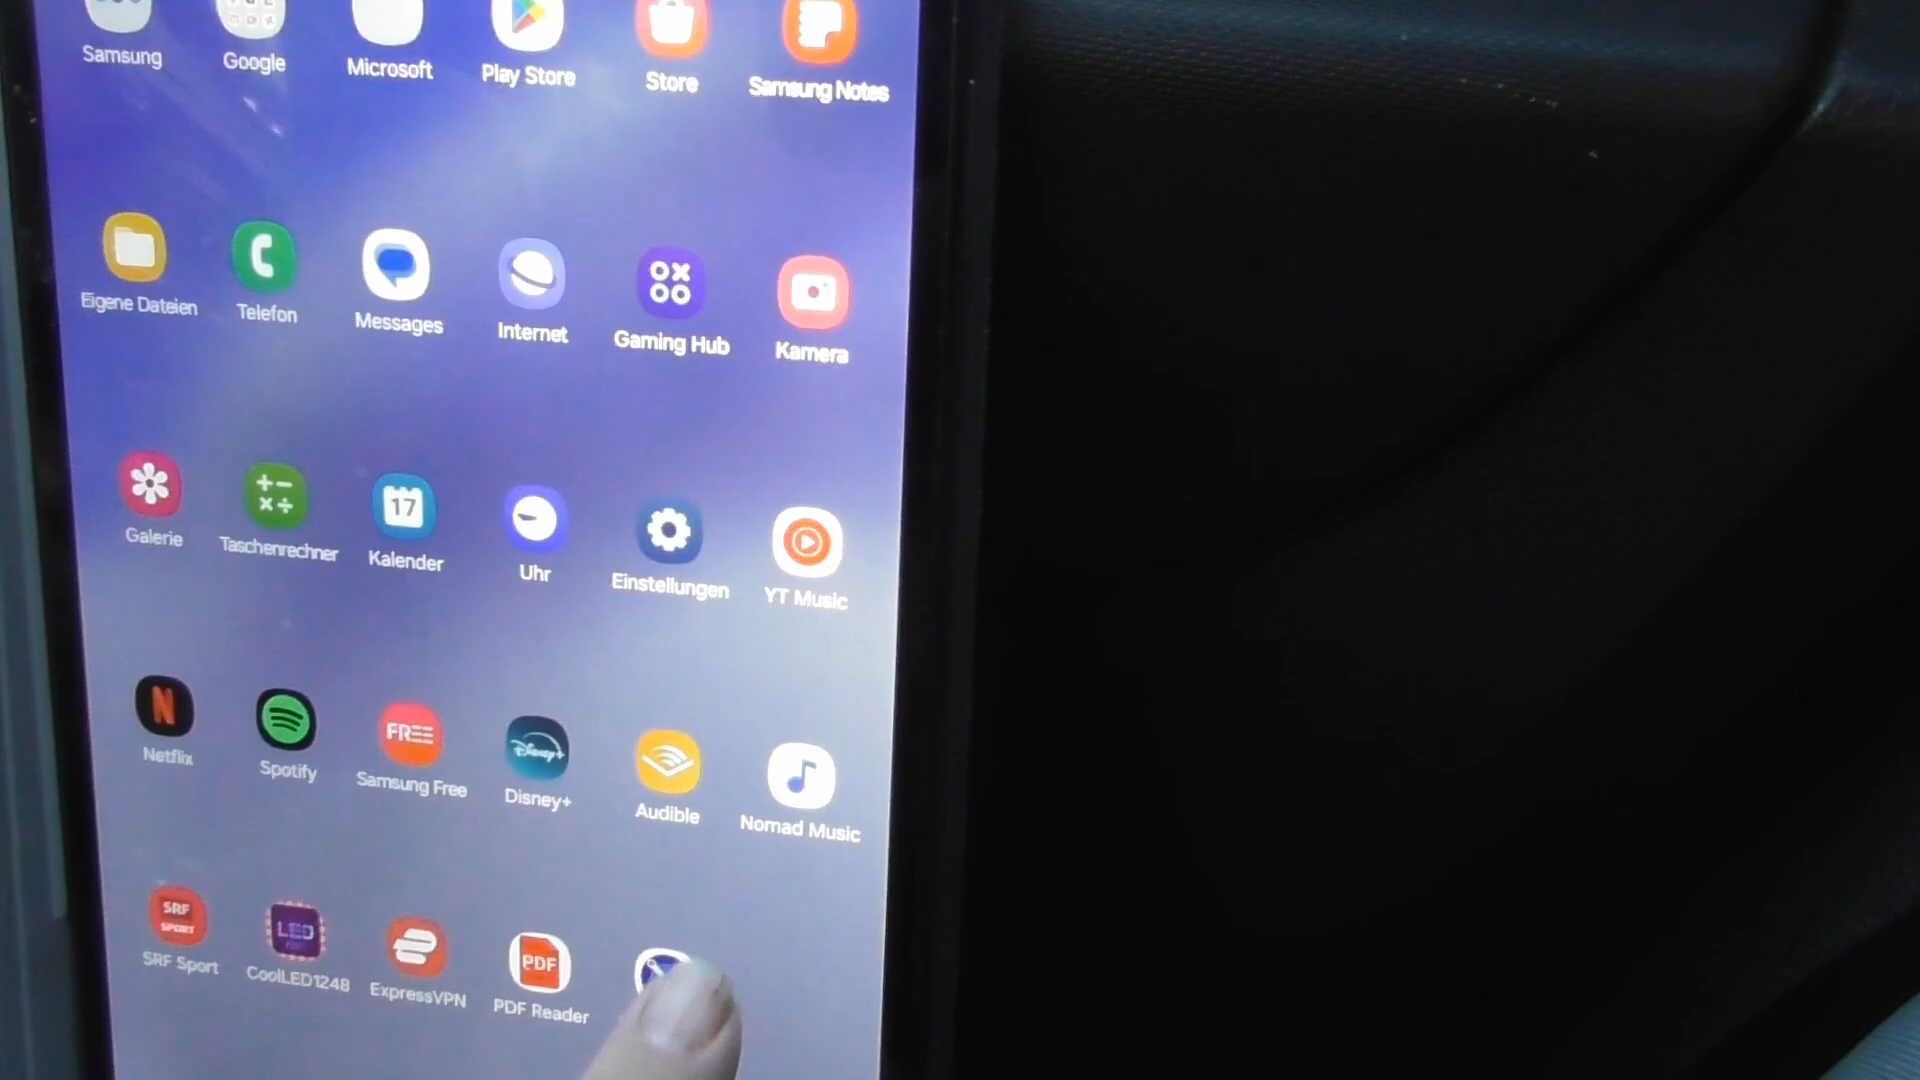 Samsung
Google
Microsoft
Play Store
Store
Samsung Notes
Eigene Dateien
Telefon
Messages
Internet
Gaming Hub
Kamera
17
Galerie
Taschenrechner
Kalender
Uhr
Einstellungen
YT Music
N
FREE
Disney+
Netflix
Spotify
Samsung Free
Disney+
Audible
Nomad Music
SRF
SPORT
LED
PDF
SRF Sport
CoolLED1248
ExpressVPN
PDF Reader